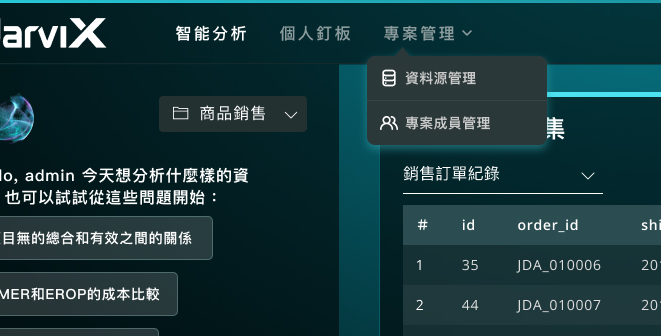 JarviX
智能分析
個人釘板
專案管理
資料源管理
專案成員管理
商品銷售
集
lo, admin 今天想分析什麼樣的資
也可以試試從這些問題開始：
目無的總合和有效之間的關係
MER和EROP的成本比較
銷售訂單紀錄
# id order_id shi
1 35 JDA_010006 20
2 44 JDA_010007 20